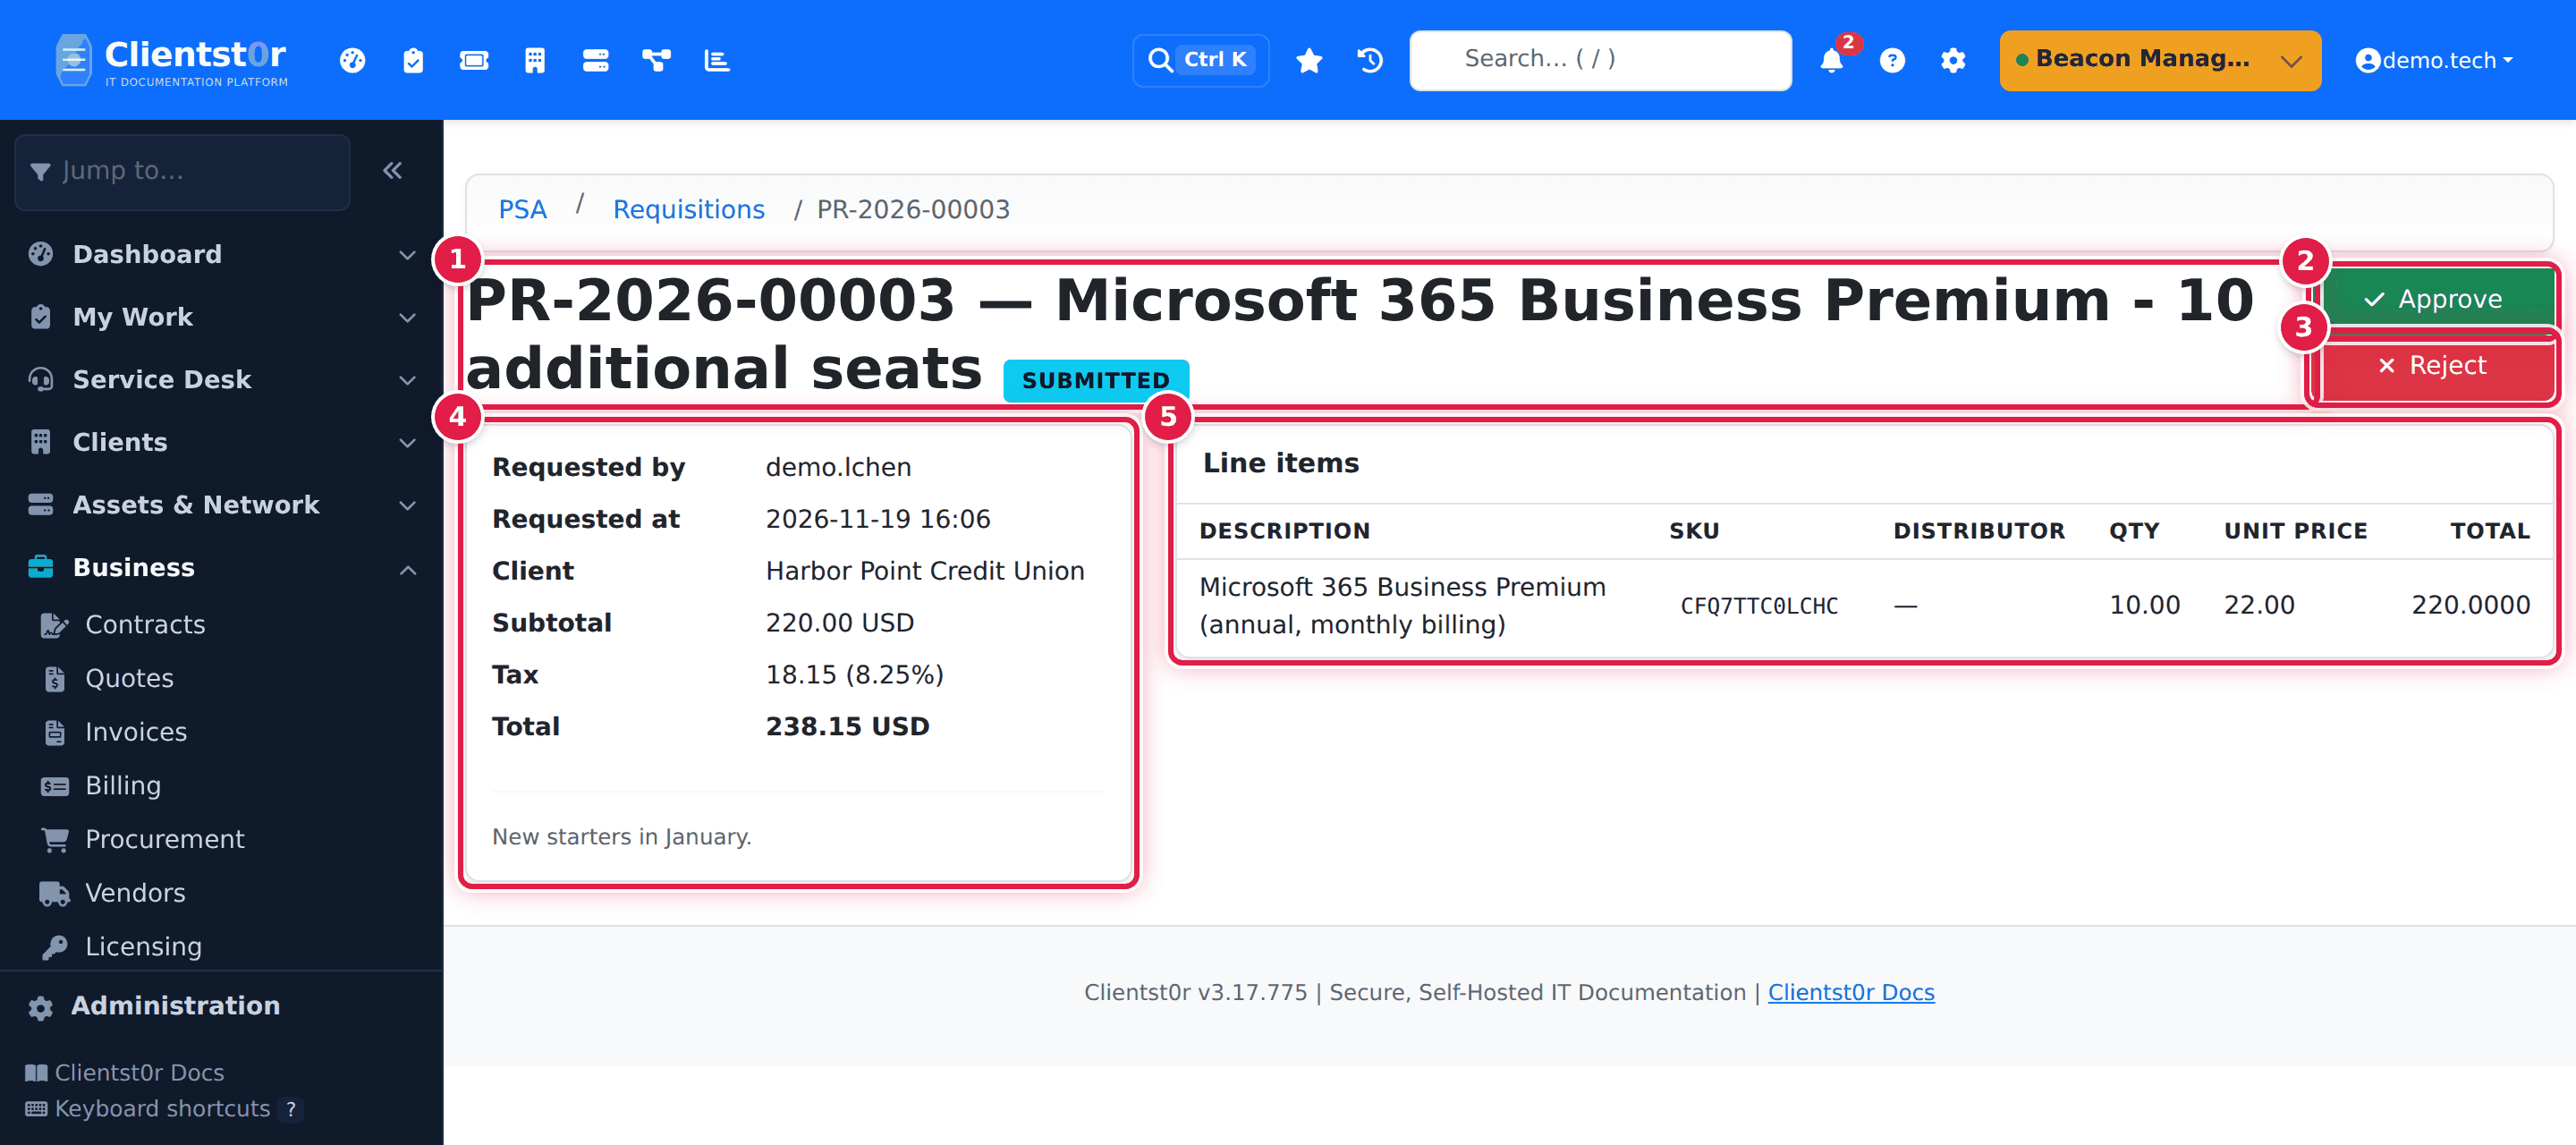 Clientst0r
IT DOCUMENTATION PLATFORM
Ctrl K
Search... ( / )
2
?
Beacon Manag...
demo.tech
Jump to...
Dashboard
My Work
Service Desk
Clients
Assets & Network
Business
Contracts
Quotes
Invoices
Billing
Procurement
Vendors
Licensing
Administration
Clientst0r Docs
Keyboard shortcuts ?
PSA / Requisitions / PR-2026-00003
1
PR-2026-00003 — Microsoft 365 Business Premium - 10
additional seats SUBMITTED
2
Approve
3
Reject
4
Requested by demo.lchen
Requested at 2026-11-19 16:06
Client Harbor Point Credit Union
Subtotal 220.00 USD
Tax 18.15 (8.25%)
Total 238.15 USD
New starters in January.
5
Line items
DESCRIPTION SKU DISTRIBUTOR QTY UNIT PRICE TOTAL
Microsoft 365 Business Premium
(annual, monthly billing) CFQ7TTC0LCHC — 10.00 22.00 220.0000
Clientst0r v3.17.775 | Secure, Self-Hosted IT Documentation | Clientst0r Docs